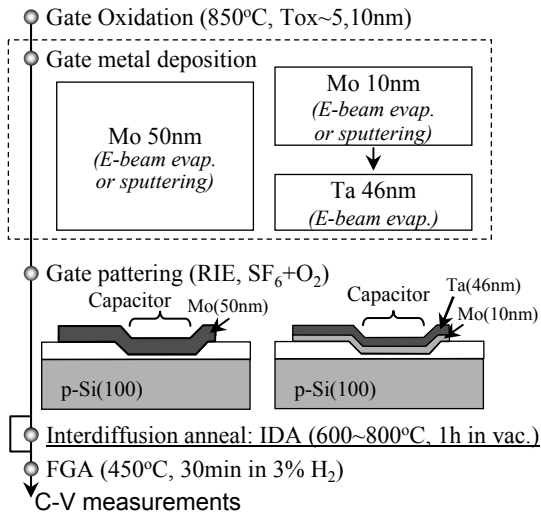 Gate Oxidation (850°C, Tox~5,10nm)
Gate metal deposition
Mo 50nm
(E-beam evap.
or sputtering)
Mo 10nm
(E-beam evap.
or sputtering)
Ta 46nm
(E-beam evap.)
Gate pattering (RIE, SF6+O2)
Capacitor
Mo(50nm)
p-Si(100)
Capacitor
Ta(46nm)
Mo(10nm)
p-Si(100)
Interdiffusion anneal: IDA (600~800°C, 1h in vac.)
FGA (450°C, 30min in 3% H2)
C-V measurements